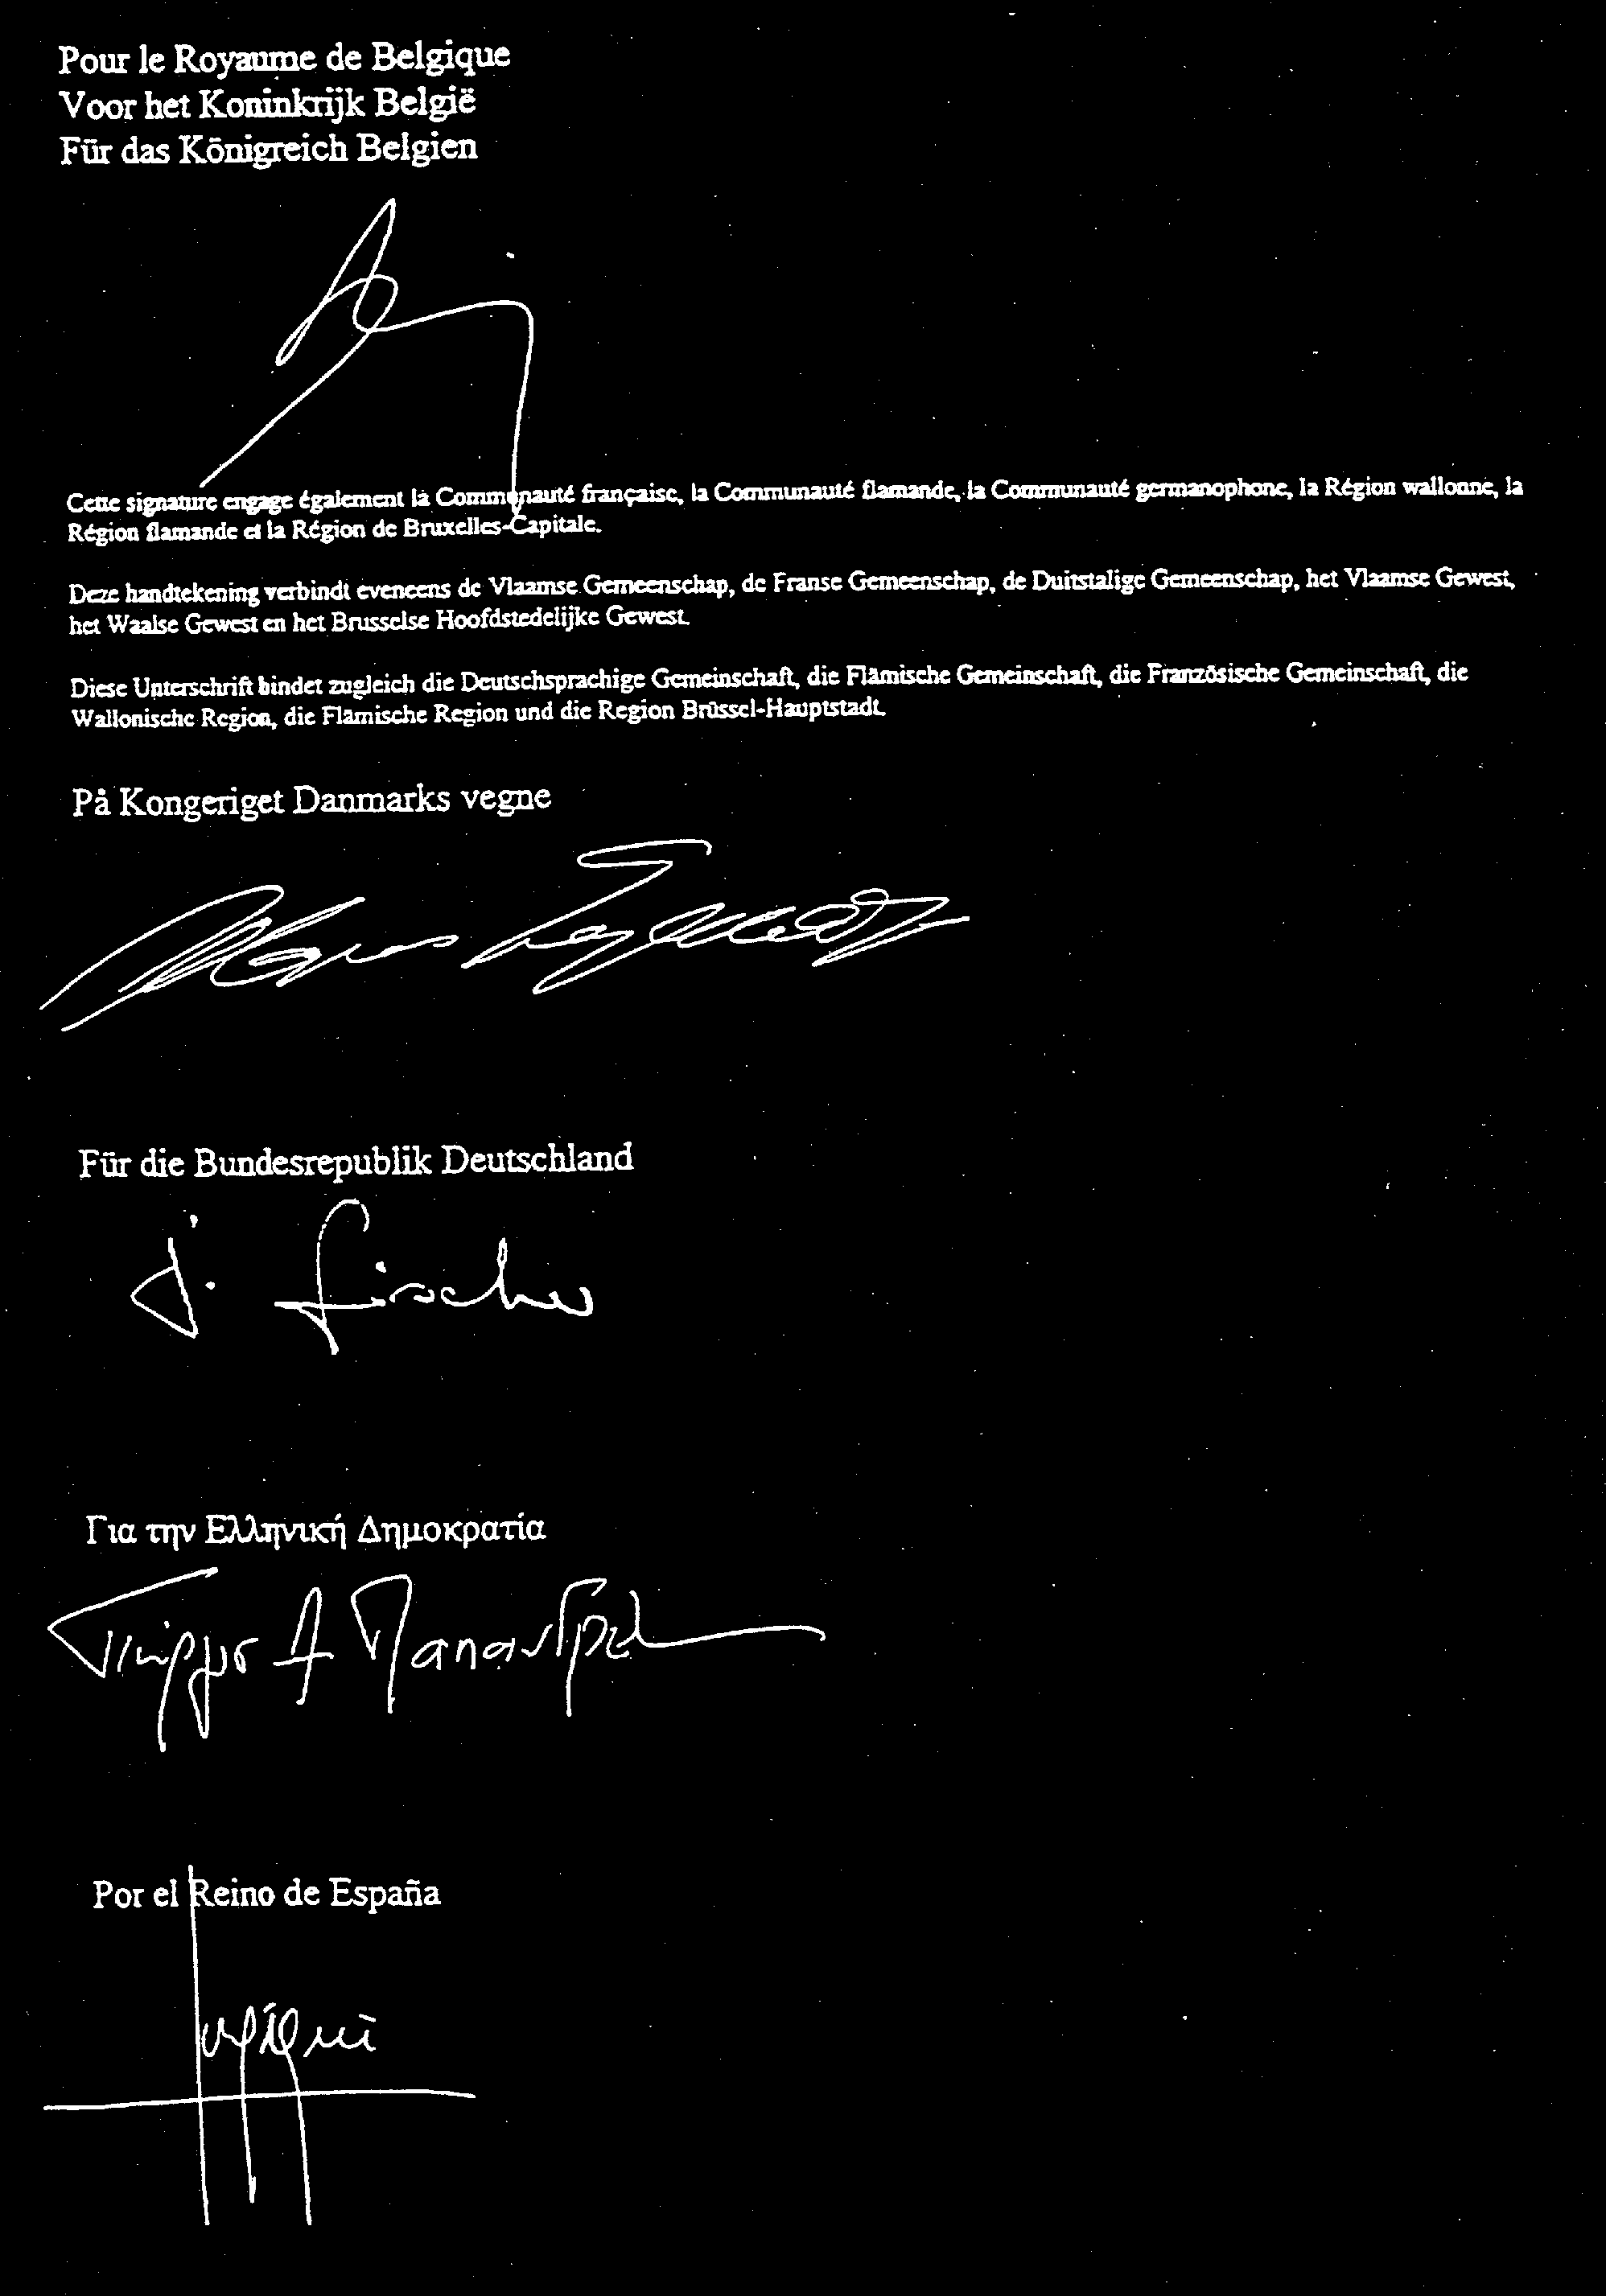 Pour le Royaume de Belgique
Voor het Koninkrijk België
Für das Königreich Belgien
Cette signature engage également la Communauté française, la Communauté flamande, la Communauté germanophone, la Région wallonne, la
Région flamande et la Région de Bruxelles-Capitale.
Deze handtekening verbindt eveneens de Vlaamse Gemeenschap, de Franse Gemeenschap, de Duitstalige Gemeenschap, het Vlaamse Gewest,
het Waalse Gewest en het Brusselse Hoofdstedelijke Gewest.
Diese Unterschrift bindet zugleich die Deutschsprachige Gemeinschaft, die Flämische Gemeinschaft, die Französische Gemeinschaft, die
Wallonische Region, die Flämische Region und die Region Brüssel-Hauptstadt.
På Kongeriget Danmarks vegne
Für die Bundesrepublik Deutschland
J. Fischer
Για την Ελληνική Δημοκρατία
Por el Reino de España